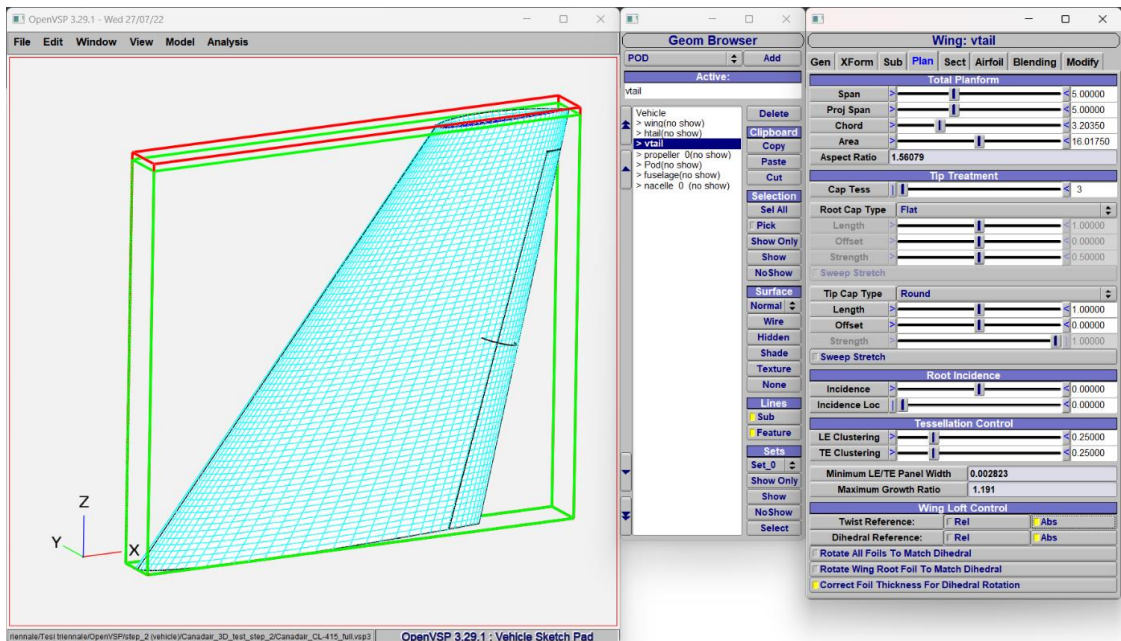 OpenVSP 3.29.1 - Wed 27/07/22
File Edit Window View Model Analysis
Z
Y
X
riennale/Tesi triennale/OpenVSP/step_2 (vehicle)/Canadair_3D_test_step_2/Canadair_CL-415_full.vsp3
OpenVSP 3.29.1 : Vehicle Sketch Pad
Geom Browser
POD Add
Active:
vtail
Vehicle
> wing(no show)
> htail(no show)
> vtail
> propeller_0(no show)
> Pod(no show)
> fuselage(no show)
> nacelle_0 (no show)
Delete
Clipboard
Copy
Paste
Cut
Selection
Sel All
Pick
Show Only
Show
NoShow
Surface
Normal
Wire
Hidden
Shade
Texture
None
Lines
Sub
Feature
Sets
Set_0
Show Only
Show
NoShow
Select
Wing: vtail
Gen XForm Sub Plan Sect Airfoil Blending Modify
Total Planform
Span > < 5.00000
Proj Span > < 5.00000
Chord > < 3.20350
Area > < 16.01750
Aspect Ratio 1.56079
Tip Treatment
Cap Tess | < 3
Root Cap Type Flat
Length > < 1.00000
Offset > < 0.00000
Strength > < 0.50000
Sweep Stretch
Tip Cap Type Round
Length > < 1.00000
Offset > < 0.00000
Strength > | 1.00000
Sweep Stretch
Root Incidence
Incidence > < 0.00000
Incidence Loc | < 0.00000
Tessellation Control
LE Clustering > < 0.25000
TE Clustering > < 0.25000
Minimum LE/TE Panel Width 0.002823
Maximum Growth Ratio 1.191
Wing Loft Control
Twist Reference: Rel Abs
Dihedral Reference: Rel Abs
Rotate All Foils To Match Dihedral
Rotate Wing Root Foil To Match Dihedral
Correct Foil Thickness For Dihedral Rotation